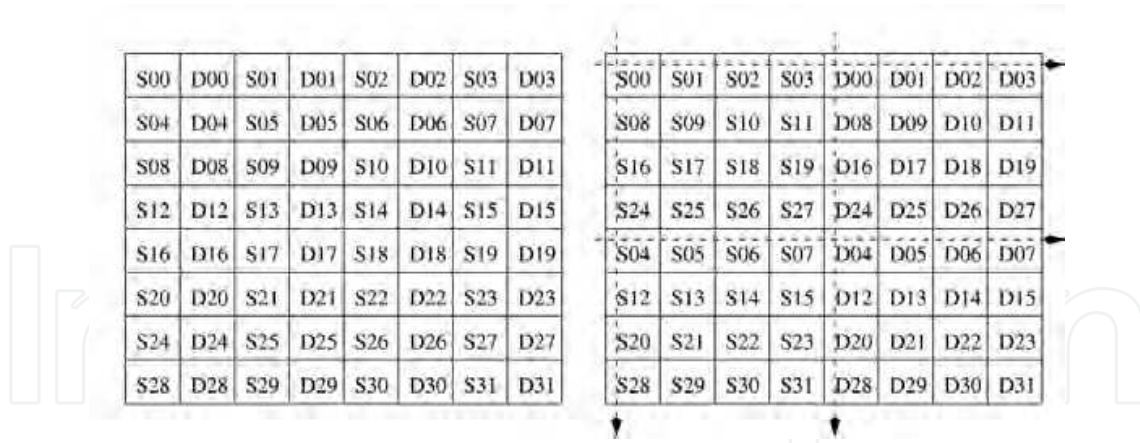 S00 D00 S01 D01 S02 D02 S03 D03
S04 D04 S05 D05 S06 D06 S07 D07
S08 D08 S09 D09 S10 D10 S11 D11
S12 D12 S13 D13 S14 D14 S15 D15
S16 D16 S17 D17 S18 D18 S19 D19
S20 D20 S21 D21 S22 D22 S23 D23
S24 D24 S25 D25 S26 D26 S27 D27
S28 D28 S29 D29 S30 D30 S31 D31
S00 S01 S02 S03 D00 D01 D02 D03
S08 S09 S10 S11 D08 D09 D10 D11
S16 S17 S18 S19 D16 D17 D18 D19
S24 S25 S26 S27 D24 D25 D26 D27
S04 S05 S06 S07 D04 D05 D06 D07
S12 S13 S14 S15 D12 D13 D14 D15
S20 S21 S22 S23 D20 D21 D22 D23
S28 S29 S30 S31 D28 D29 D30 D31